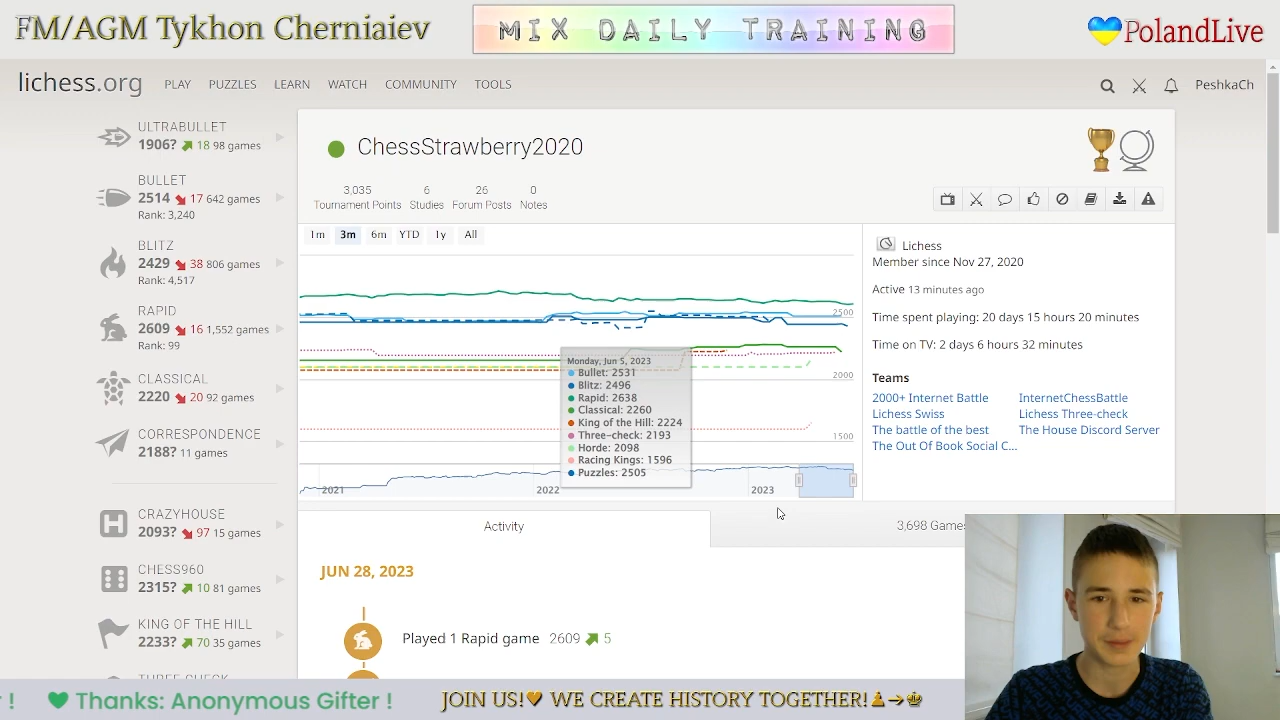 FM/AGM Tykhon Cherniaiev
MIX DAILY TRAINING
PolandLive
lichess.org
PLAY PUZZLES LEARN WATCH COMMUNITY TOOLS
PeshkaCh
ULTRABULLET
1906? 18 98 games
BULLET
2514 17 642 games
Rank: 3,240
BLITZ
2429 38 806 games
Rank: 4,517
RAPID
2609 16 1,552 games
Rank: 99
CLASSICAL
2220 20 92 games
CORRESPONDENCE
2188? 11 games
CRAZYHOUSE
2093? 97 15 games
CHESS960
2315? 10 81 games
KING OF THE HILL
2233? 70 35 games
THREE-CHECK
ChessStrawberry2020
3,035 6 26 0
Tournament Points Studies Forum Posts Notes
1m 3m 6m YTD 1y All
2500
2000
1500
Monday, Jun 5, 2023
Bullet: 2531
Blitz: 2496
Rapid: 2638
Classical: 2260
King of the Hill: 2224
Three-check: 2193
Horde: 2098
Racing Kings: 1596
Puzzles: 2505
2021 2022 2023
Lichess
Member since Nov 27, 2020
Active 13 minutes ago
Time spent playing: 20 days 15 hours 20 minutes
Time on TV: 2 days 6 hours 32 minutes
Teams
2000+ Internet Battle InternetChessBattle
Lichess Swiss Lichess Three-check
The battle of the best The House Discord Server
The Out Of Book Social C...
Activity 3,698 Games
JUN 28, 2023
Played 1 Rapid game 2609 5
r ! Thanks: Anonymous Gifter ! JOIN US! WE CREATE HISTORY TOGETHER!